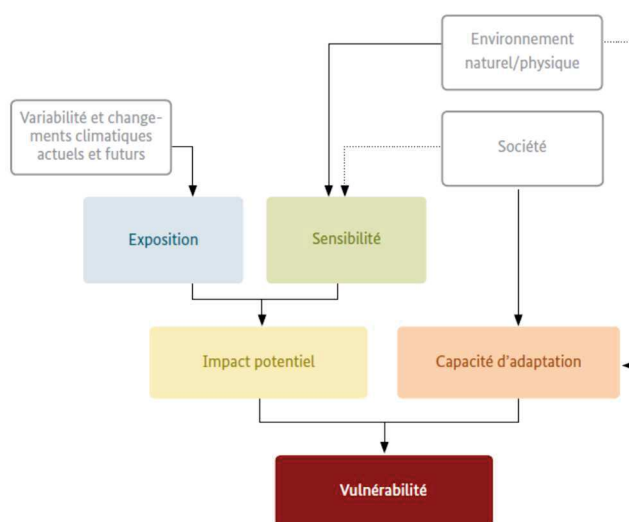 Environnement
naturel/physique
Variabilité et change-
ments climatiques
actuels et futurs
Société
Exposition
Sensibilité
Impact potentiel
Capacité d'adaptation
Vulnérabilité